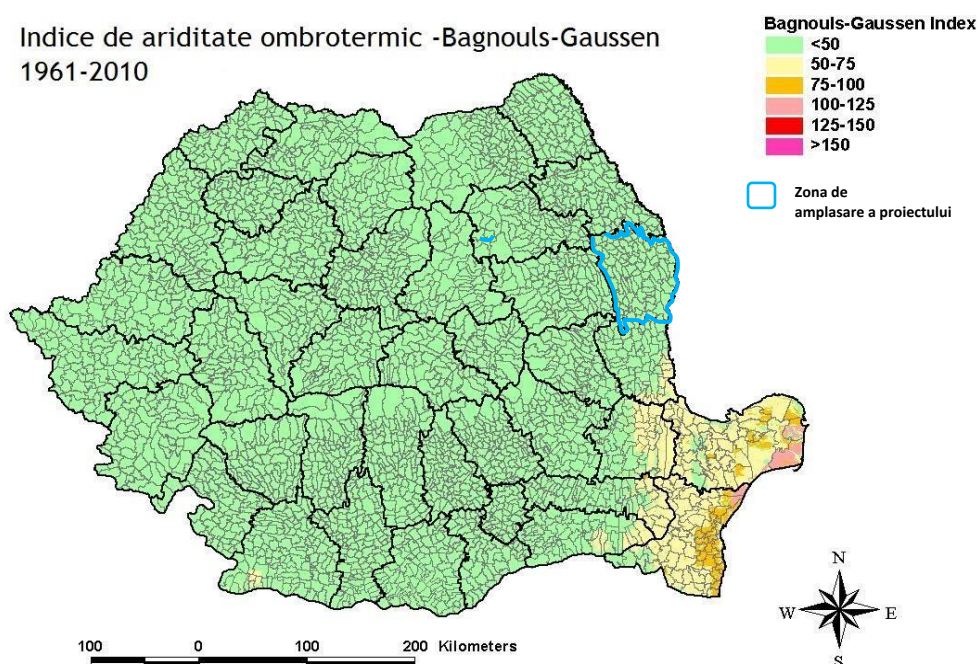 Indice de ariditate ombrotermic -Bagnouls-Gaussen
1961-2010
Bagnouls-Gaussen Index
<50
50-75
75-100
100-125
125-150
>150
Zona de
amplasare a proiectului
N
W E
S
100 0 100 200 Kilometers